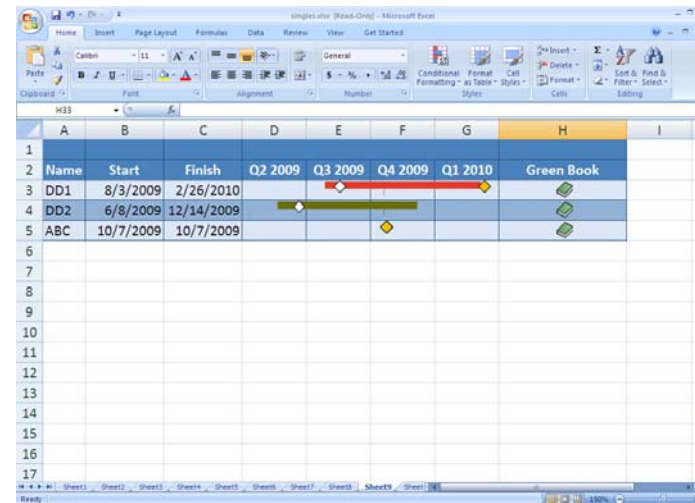 singles.xlsx [Read-Only] - Microsoft Excel
Home Insert Page Layout Formulas Data Review View Get Started
Calibri 11 A A General Insert Σ
Delete
Paste B I U A $ % , Conditional Format Cell Format Sort & Find &
Formatting as Table Styles Filter Select
Clipboard Font Alignment Number Styles Cells Editing
H33 fx
A B C D E F G H I
1
2 Name Start Finish Q2 2009 Q3 2009 Q4 2009 Q1 2010 Green Book
3 DD1 8/3/2009 2/26/2010
4 DD2 6/8/2009 12/14/2009
5 ABC 10/7/2009 10/7/2009
6
7
8
9
10
11
12
13
14
15
16
17
Sheet1 Sheet2 Sheet3 Sheet4 Sheet5 Sheet6 Sheet7 Sheet8 Sheet9 Sheet
Ready 150%